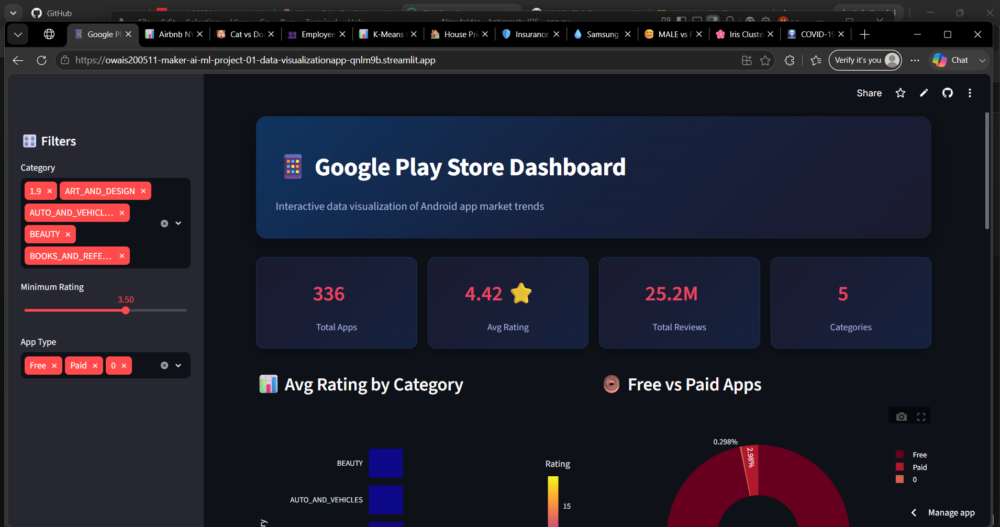 GitHub
Google Pl
Airbnb NY
Cat vs Do
Employee
K-Means
House Pri
Insurance
Samsung
MALE vs F
Iris Cluste
COVID-19
https://owais200511-maker-ai-ml-project-01-data-visualizationapp-qnlm9b.streamlit.app
Verify it's you
Chat
Share
Filters
Category
1.9
ART_AND_DESIGN
AUTO_AND_VEHICL...
BEAUTY
BOOKS_AND_REFE...
Minimum Rating
3.50
App Type
Free
Paid
0
Google Play Store Dashboard
Interactive data visualization of Android app market trends
336
Total Apps
4.42
Avg Rating
25.2M
Total Reviews
5
Categories
Avg Rating by Category
BEAUTY
AUTO_AND_VEHICLES
Rating
15
Free vs Paid Apps
0.298%
2.98%
Free
Paid
0
Manage app